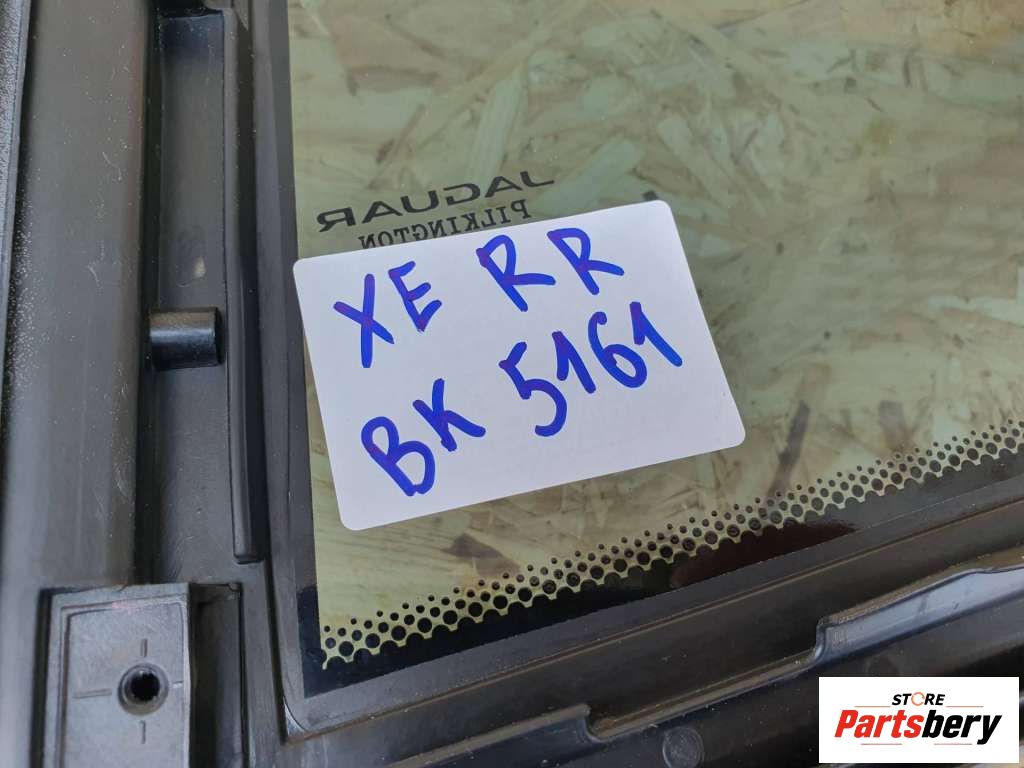 JAGUAR
PILKINGTON
XE RR
BK 5161
STORE
Partsbery